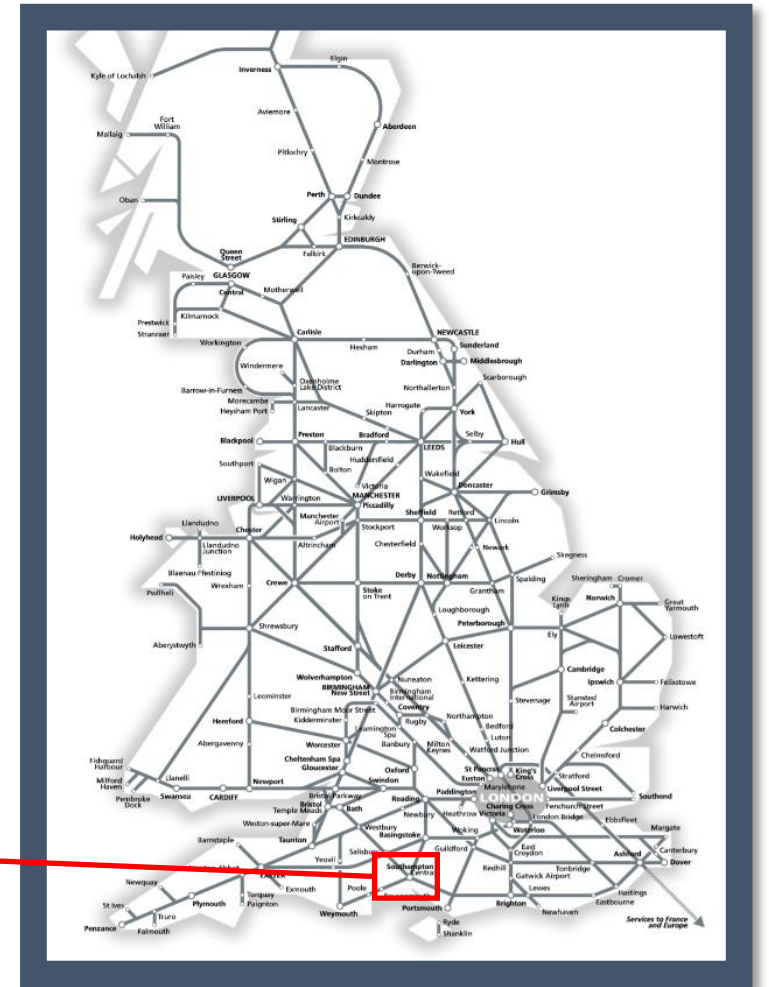 Kyle of Lochalsh
Inverness
Elgin
Aviemore
Aberdeen
Fort
William
Mallaig
Pitlochry
Montrose
Perth
Dundee
Oban
Stirling
Kirkcaldy
Queen
Street
Falkirk
EDINBURGH
Berwick-
upon-Tweed
Paisley
GLASGOW
Central
Motherwell
Prestwick
Stranraer
Kilmarnock
Carlisle
NEWCASTLE
Workington
Hexham
Durham
Sunderland
Darlington
Middlesbrough
Windermere
Oxenholme
Lake District
Northallerton
Scarborough
Barrow-in-Furness
Morecambe
Heysham Port
Lancaster
Harrogate
Skipton
York
Blackpool
Preston
Bradford
Selby
Blackburn
LEEDS
Hull
Southport
Huddersfield
Bolton
Wakefield
Wigan
Victoria
Doncaster
MANCHESTER
Piccadilly
Grimsby
LIVERPOOL
Warrington
Manchester
Airport
Sheffield
Retford
Llandudno
Chester
Stockport
Worksop
Lincoln
Holyhead
Llandudno
Junction
Altrincham
Chesterfield
Newark
Skegness
Blaenau Ffestiniog
Pwllheli
Wrexham
Crewe
Stoke
on Trent
Derby
Nottingham
Grantham
Spalding
Sheringham
Cromer
Kings
Lynn
Norwich
Great
Yarmouth
Loughborough
Shrewsbury
Peterborough
Ely
Lowestoft
Aberystwyth
Stafford
Leicester
Wolverhampton
Nuneaton
Kettering
Cambridge
BIRMINGHAM
New Street
Birmingham
International
Ipswich
Felixstowe
Leominster
Stevenage
Stansted
Airport
Harwich
Birmingham Moor Street
Coventry
Kidderminster
Rugby
Northampton
Hereford
Leamington
Spa
Bedford
Colchester
Abergavenny
Worcester
Banbury
Milton
Keynes
Luton
Watford Junction
Chelmsford
Fishguard
Harbour
Cheltenham Spa
Gloucester
Oxford
St Pancras
Euston
King's
Cross
Stratford
Milford
Haven
Llanelli
Swindon
Marylebone
Liverpool Street
Pembroke
Dock
Swansea
CARDIFF
Newport
Bristol Parkway
Paddington
LONDON
Southend
Bristol
Temple Meads
Bath
Reading
Charing Cross
Fenchurch Street
Weston-super-Mare
Newbury
Heathrow
Victoria
London Bridge
Ebbsfleet
Barnstaple
Taunton
Westbury
Basingstoke
Woking
Waterloo
Margate
Yeovil
Salisbury
Guildford
East
Croydon
Canterbury
Southampton
Central
Redhill
Tonbridge
Ashford
Dover
Newquay
Exmouth
Poole
Gatwick Airport
St Ives
Truro
Plymouth
Torquay
Paignton
Lewes
Hastings
Penzance
Falmouth
Weymouth
Portsmouth
Brighton
Newhaven
Eastbourne
Ryde
Shanklin
Services to France
and Europe